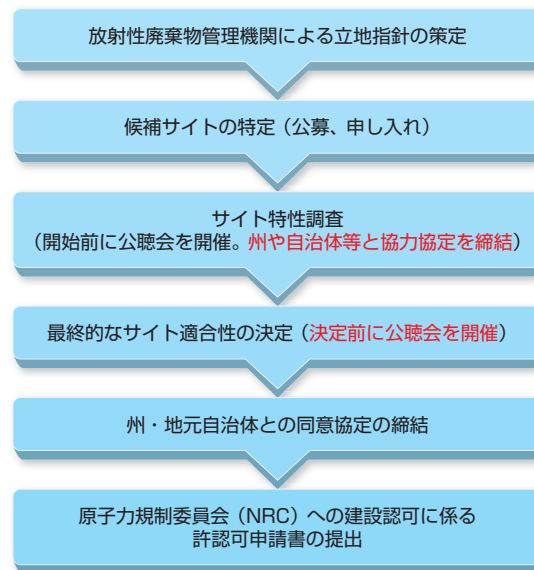 放射性廃棄物管理機関による立地指針の策定
候補サイトの特定（公募、申し入れ）
サイト特性調査
（開始前に公聴会を開催。州や自治体等と協力協定を締結）
最終的なサイト適合性の決定（決定前に公聴会を開催）
州・地元自治体との同意協定の締結
原子力規制委員会（NRC）への建設認可に係る
許認可申請書の提出